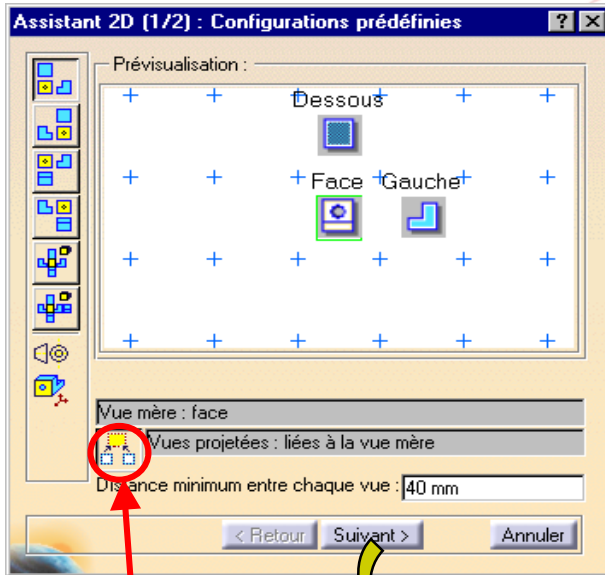 Assistant 2D (1/2) : Configurations prédéfinies
Prévisualisation :
Dessous
Face Gauche
Vue mère : face
Vues projetées : liées à la vue mère
Distance minimum entre chaque vue : 40 mm
< Retour Suivant > Annuler